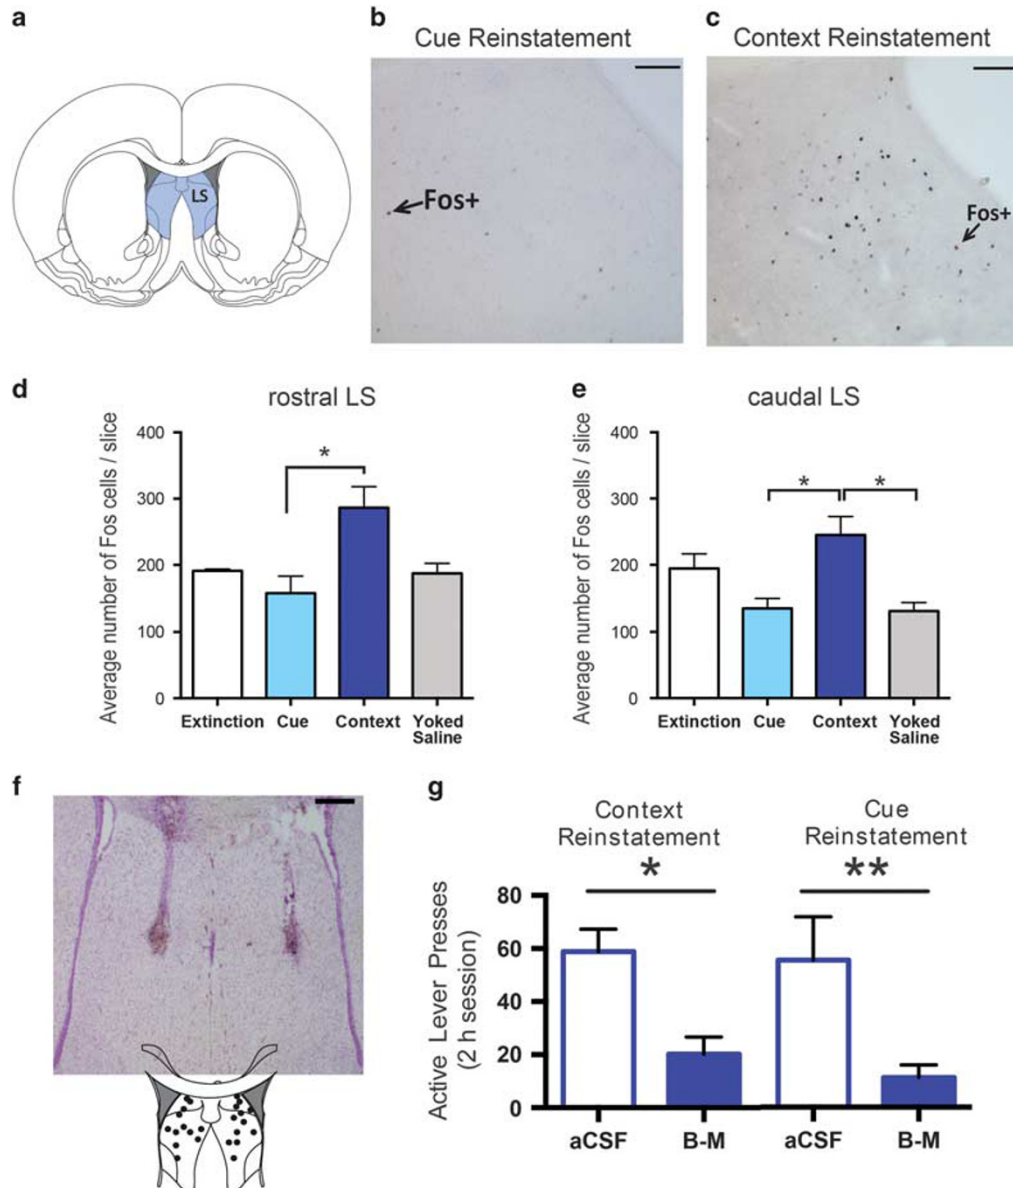 a
LS
b
Cue Reinstatement
Fos+
c
Context Reinstatement
Fos+
d
rostral LS
Average number of Fos cells / slice
400
300
200
100
0
*
Extinction
Cue
Context
Yoked
Saline
e
caudal LS
Average number of Fos cells / slice
400
300
200
100
0
*
*
Extinction
Cue
Context
Yoked
Saline
f
g
Context
Reinstatement
*
Cue
Reinstatement
**
Active Lever Presses
(2 h session)
80
60
40
20
0
aCSF
B-M
aCSF
B-M